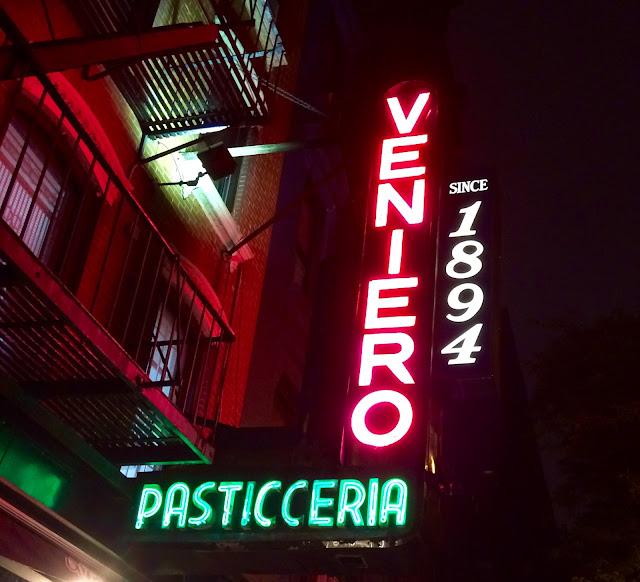 VENIERO
SINCE
1894
PASTICCERIA